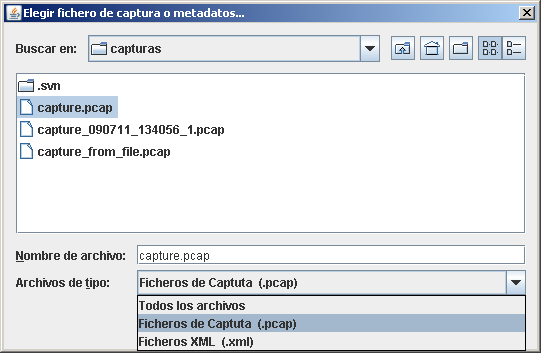 Elegir fichero de captura o metadatos...
Buscar en: capturas
.svn
capture.pcap
capture_090711_134056_1.pcap
capture_from_file.pcap
Nombre de archivo: capture.pcap
Archivos de tipo: Ficheros de Captuta (.pcap)
Todos los archivos
Ficheros de Captuta (.pcap)
Ficheros XML (.xml)